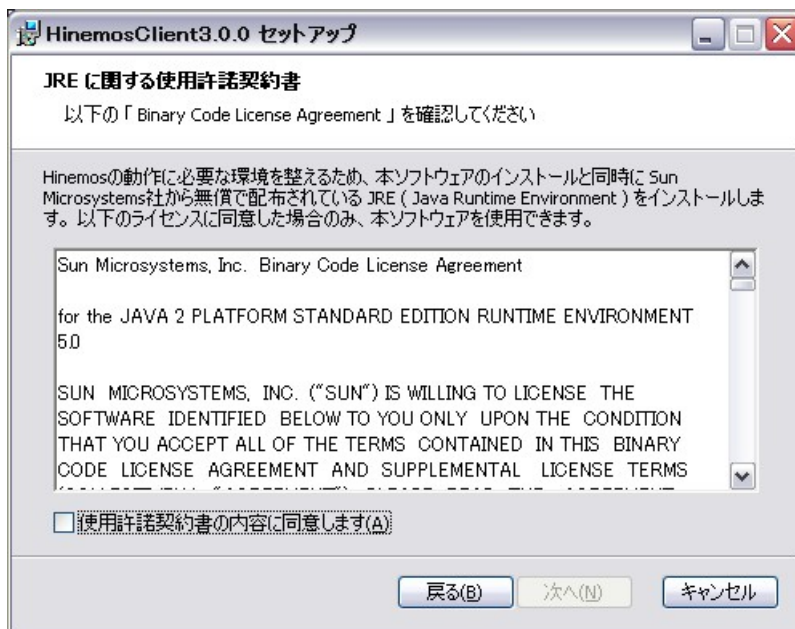 HinemosClient3.0.0 セットアップ
JRE に関する使用許諾契約書
以下の「 Binary Code License Agreement 」を確認してください
Hinemosの動作に必要な環境を整えるため、本ソフトウェアのインストールと同時に Sun
Microsystems社から無償で配布されている JRE ( Java Runtime Environment ) をインストールしま
す。以下のライセンスに同意した場合のみ、本ソフトウェアを使用できます。
Sun Microsystems, Inc. Binary Code License Agreement
for the JAVA 2 PLATFORM STANDARD EDITION RUNTIME ENVIRONMENT
5.0
SUN MICROSYSTEMS, INC. ("SUN") IS WILLING TO LICENSE THE
SOFTWARE IDENTIFIED BELOW TO YOU ONLY UPON THE CONDITION
THAT YOU ACCEPT ALL OF THE TERMS CONTAINED IN THIS BINARY
CODE LICENSE AGREEMENT AND SUPPLEMENTAL LICENSE TERMS
使用許諾契約書の内容に同意します(A)
戻る(B) 次へ(N) キャンセル